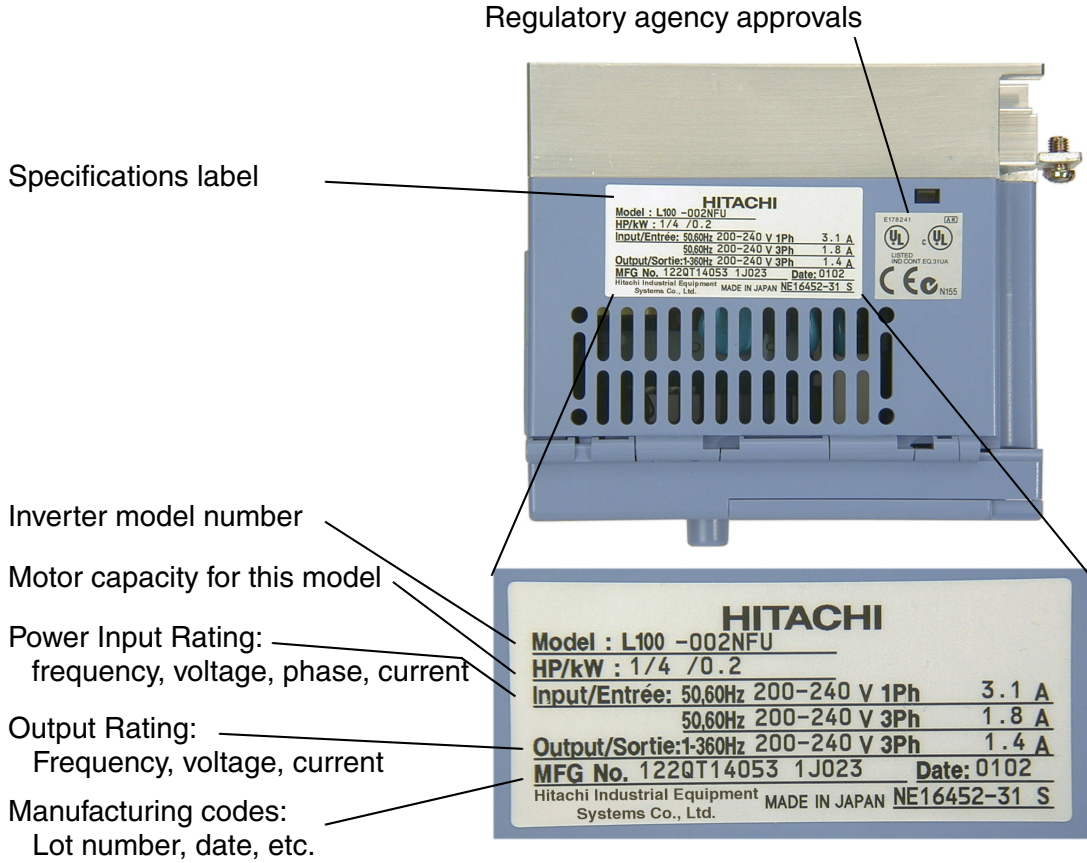 Regulatory agency approvals
Specifications label
HITACHI
Model : L100 -002NFU
HP/kW : 1/4 /0.2
Input/Entrée: 50,60Hz 200-240 V 1Ph 3.1 A
50,60Hz 200-240 V 3Ph 1.8 A
Output/Sortie:1-360Hz 200-240 V 3Ph 1.4 A
MFG No. 122QT14053 1J023 Date: 0102
Hitachi Industrial Equipment
Systems Co., Ltd. MADE IN JAPAN NE16452-31 S
E178241 AK
UL c UL
LISTED
IND CONT.EQ.31UA
CE N155
Inverter model number
Motor capacity for this model
Power Input Rating:
frequency, voltage, phase, current
Output Rating:
Frequency, voltage, current
Manufacturing codes:
Lot number, date, etc.
HITACHI
Model : L100 -002NFU
HP/kW : 1/4 /0.2
Input/Entrée: 50,60Hz 200-240 V 1Ph 3.1 A
50,60Hz 200-240 V 3Ph 1.8 A
Output/Sortie:1-360Hz 200-240 V 3Ph 1.4 A
MFG No. 122QT14053 1J023 Date: 0102
Hitachi Industrial Equipment
Systems Co., Ltd. MADE IN JAPAN NE16452-31 S